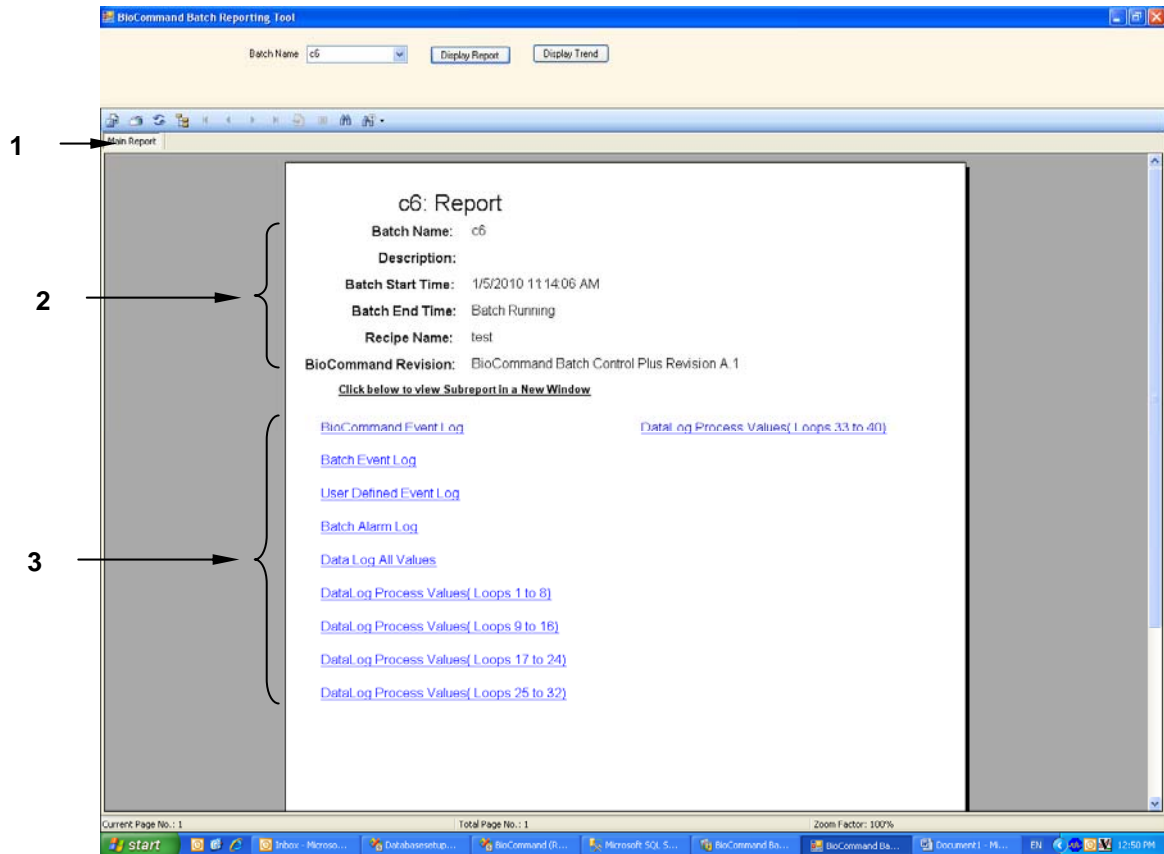 BioCommand Batch Reporting Tool
Batch Name c6 Display Report Display Trend
1
Main Report
c6: Report
Batch Name: c6
Description:
Batch Start Time: 1/5/2010 11:14:06 AM
2
Batch End Time: Batch Running
Recipe Name: test
BioCommand Revision: BioCommand Batch Control Plus Revision A.1
Click below to view Subreport in a New Window
BioCommand Event Log DataLog Process Values( Loops 33 to 40)
Batch Event Log
User Defined Event Log
Batch Alarm Log
3
Data Log All Values
DataLog Process Values( Loops 1 to 8)
DataLog Process Values( Loops 9 to 16)
DataLog Process Values( Loops 17 to 24)
DataLog Process Values( Loops 25 to 32)
Current Page No.: 1 Total Page No.: 1 Zoom Factor: 100%
start Inbox - Microso... Databasesetup... BioCommand (R... Microsoft SQL S... BioCommand Ba... BioCommand Ba... Document1 - Mi... EN 12:50 PM